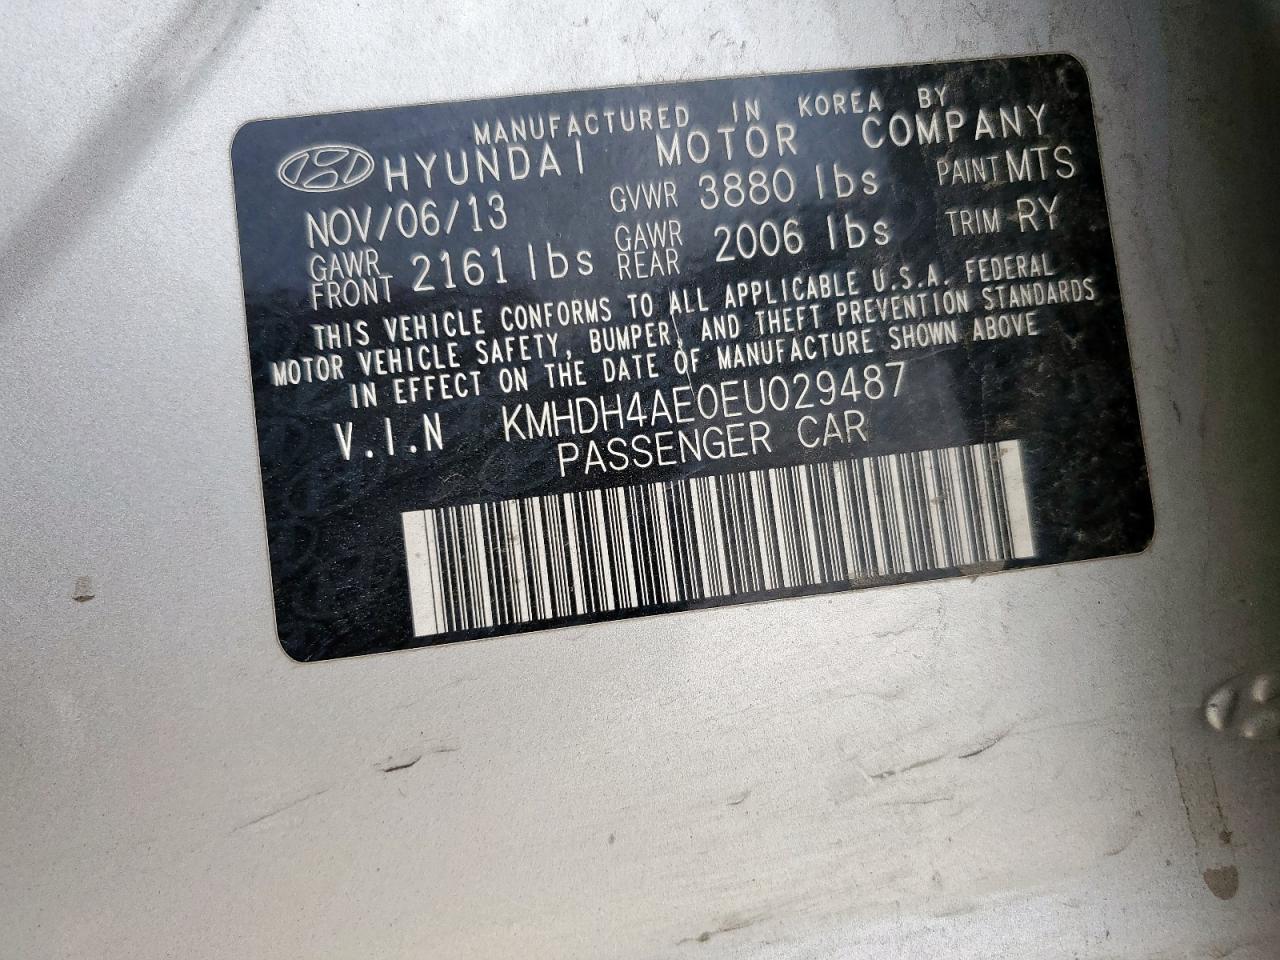 MANUFACTURED IN KOREA BY
HYUNDAI MOTOR COMPANY
NOV/06/13 GVWR 3880 lbs PAINT MTS
GAWR FRONT 2161 lbs GAWR REAR 2006 lbs TRIM RY
THIS VEHICLE CONFORMS TO ALL APPLICABLE U.S.A. FEDERAL
MOTOR VEHICLE SAFETY, BUMPER, AND THEFT PREVENTION STANDARDS
IN EFFECT ON THE DATE OF MANUFACTURE SHOWN ABOVE
V.I.N KMHDH4AE0EU029487
PASSENGER CAR